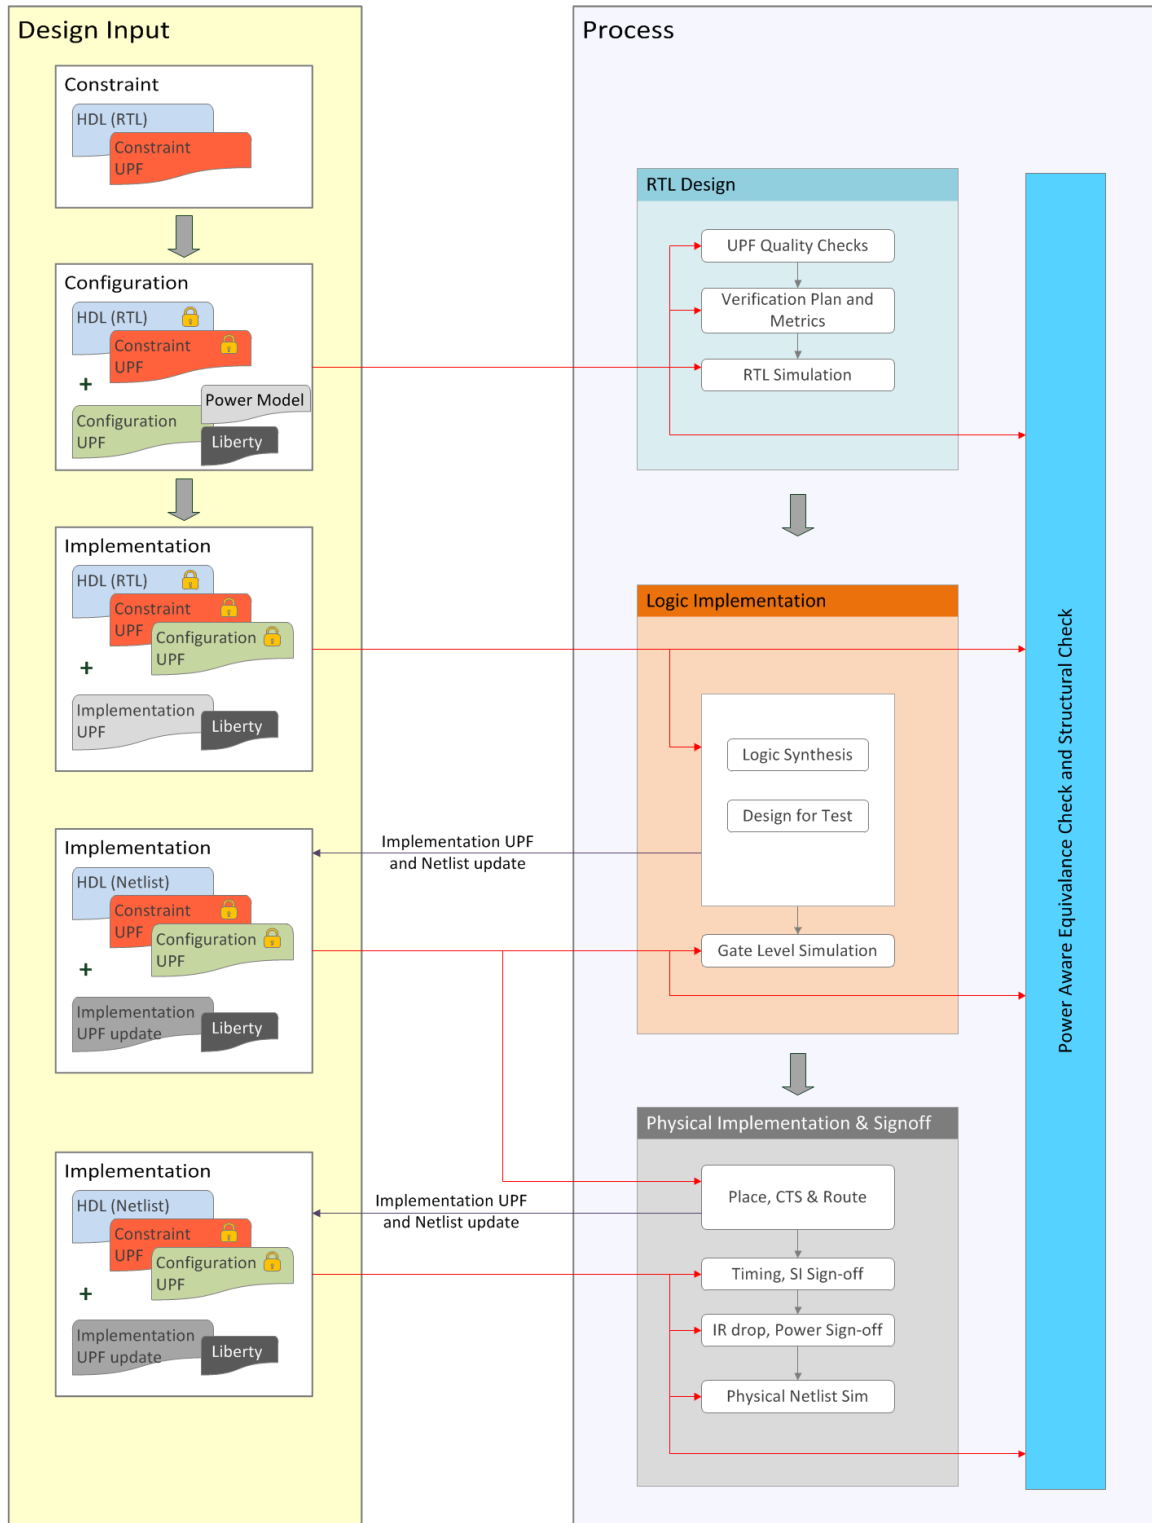 Design Input
Constraint
HDL (RTL)
Constraint
UPF
Configuration
HDL (RTL)
Constraint
UPF
+
Power Model
Configuration
UPF
Liberty
Implementation
HDL (RTL)
Constraint
UPF
Configuration
UPF
+
Implementation
UPF
Liberty
Implementation
HDL (Netlist)
Constraint
UPF
Configuration
UPF
+
Implementation
UPF update
Liberty
Implementation
HDL (Netlist)
Constraint
UPF
Configuration
UPF
+
Implementation
UPF update
Liberty
Implementation UPF
and Netlist update
Implementation UPF
and Netlist update
Process
RTL Design
UPF Quality Checks
Verification Plan and
Metrics
RTL Simulation
Logic Implementation
Logic Synthesis
Design for Test
Gate Level Simulation
Physical Implementation & Signoff
Place, CTS & Route
Timing, SI Sign-off
IR drop, Power Sign-off
Physical Netlist Sim
Power Aware Equivalance Check and Structural Check